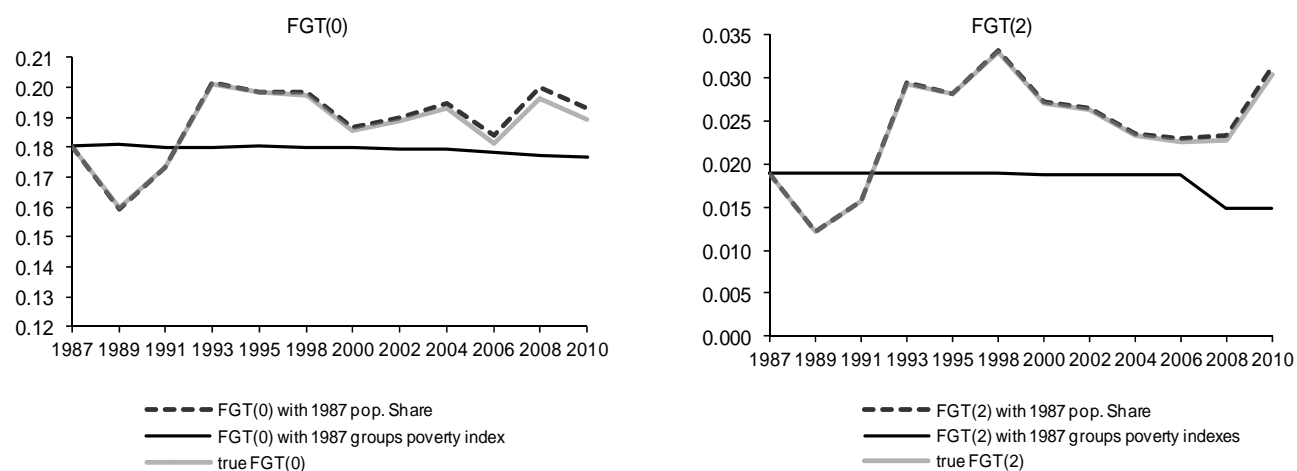 FGT(0)
0.21
0.20
0.19
0.18
0.17
0.16
0.15
0.14
0.13
0.12
1987 1989 1991 1993 1995 1998 2000 2002 2004 2006 2008 2010
FGT(0) with 1987 pop. Share
FGT(0) with 1987 groups poverty index
true FGT(0)
FGT(2)
0.035
0.030
0.025
0.020
0.015
0.010
0.005
0.000
1987 1989 1991 1993 1995 1998 2000 2002 2004 2006 2008 2010
FGT(2) with 1987 pop. Share
FGT(2) with 1987 groups poverty indexes
true FGT(2)